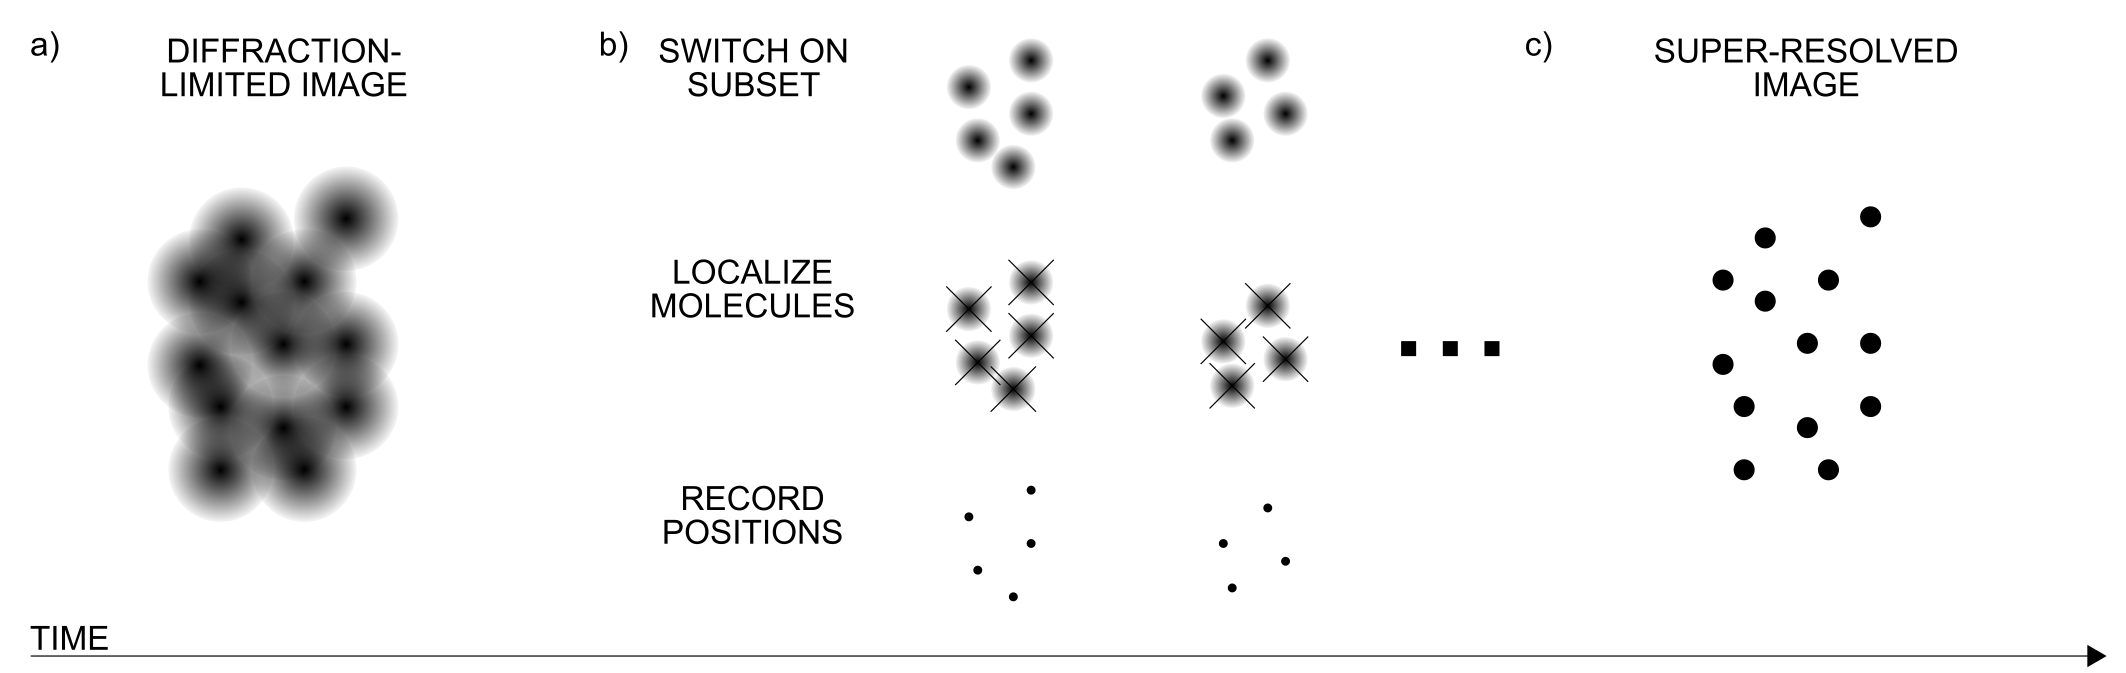 a)
DIFFRACTION-
LIMITED IMAGE
b)
SWITCH ON
SUBSET
LOCALIZE
MOLECULES
RECORD
POSITIONS
c)
SUPER-RESOLVED
IMAGE
TIME